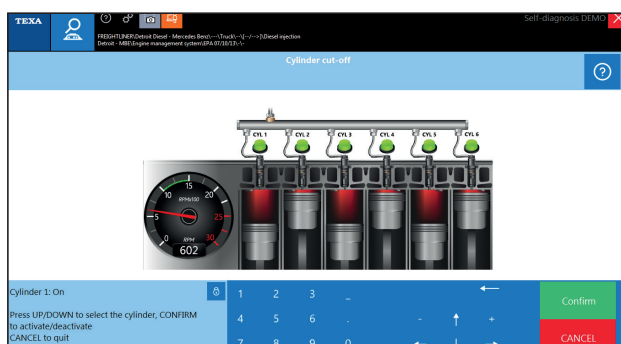 TEXA
Self-diagnosis DEMO
FREIGHTLINER\Detroit Diesel - Mercedes Benz\---\Truck\--\[--/-->]\Diesel injection
Detroit - MBE\Engine management system\EPA 07/10/13\-\-
Cylinder cut-off
?
CYL 1 CYL 2 CYL 3 CYL 4 CYL 5 CYL 6
0 5 10 15 20 25 30
RPMx100
RPM
602
Cylinder 1: On
Press UP/DOWN to select the cylinder, CONFIRM
to activate/deactivate
CANCEL to quit
1 2 3 _
4 5 6 . - +
7 8 9 0
Confirm
CANCEL